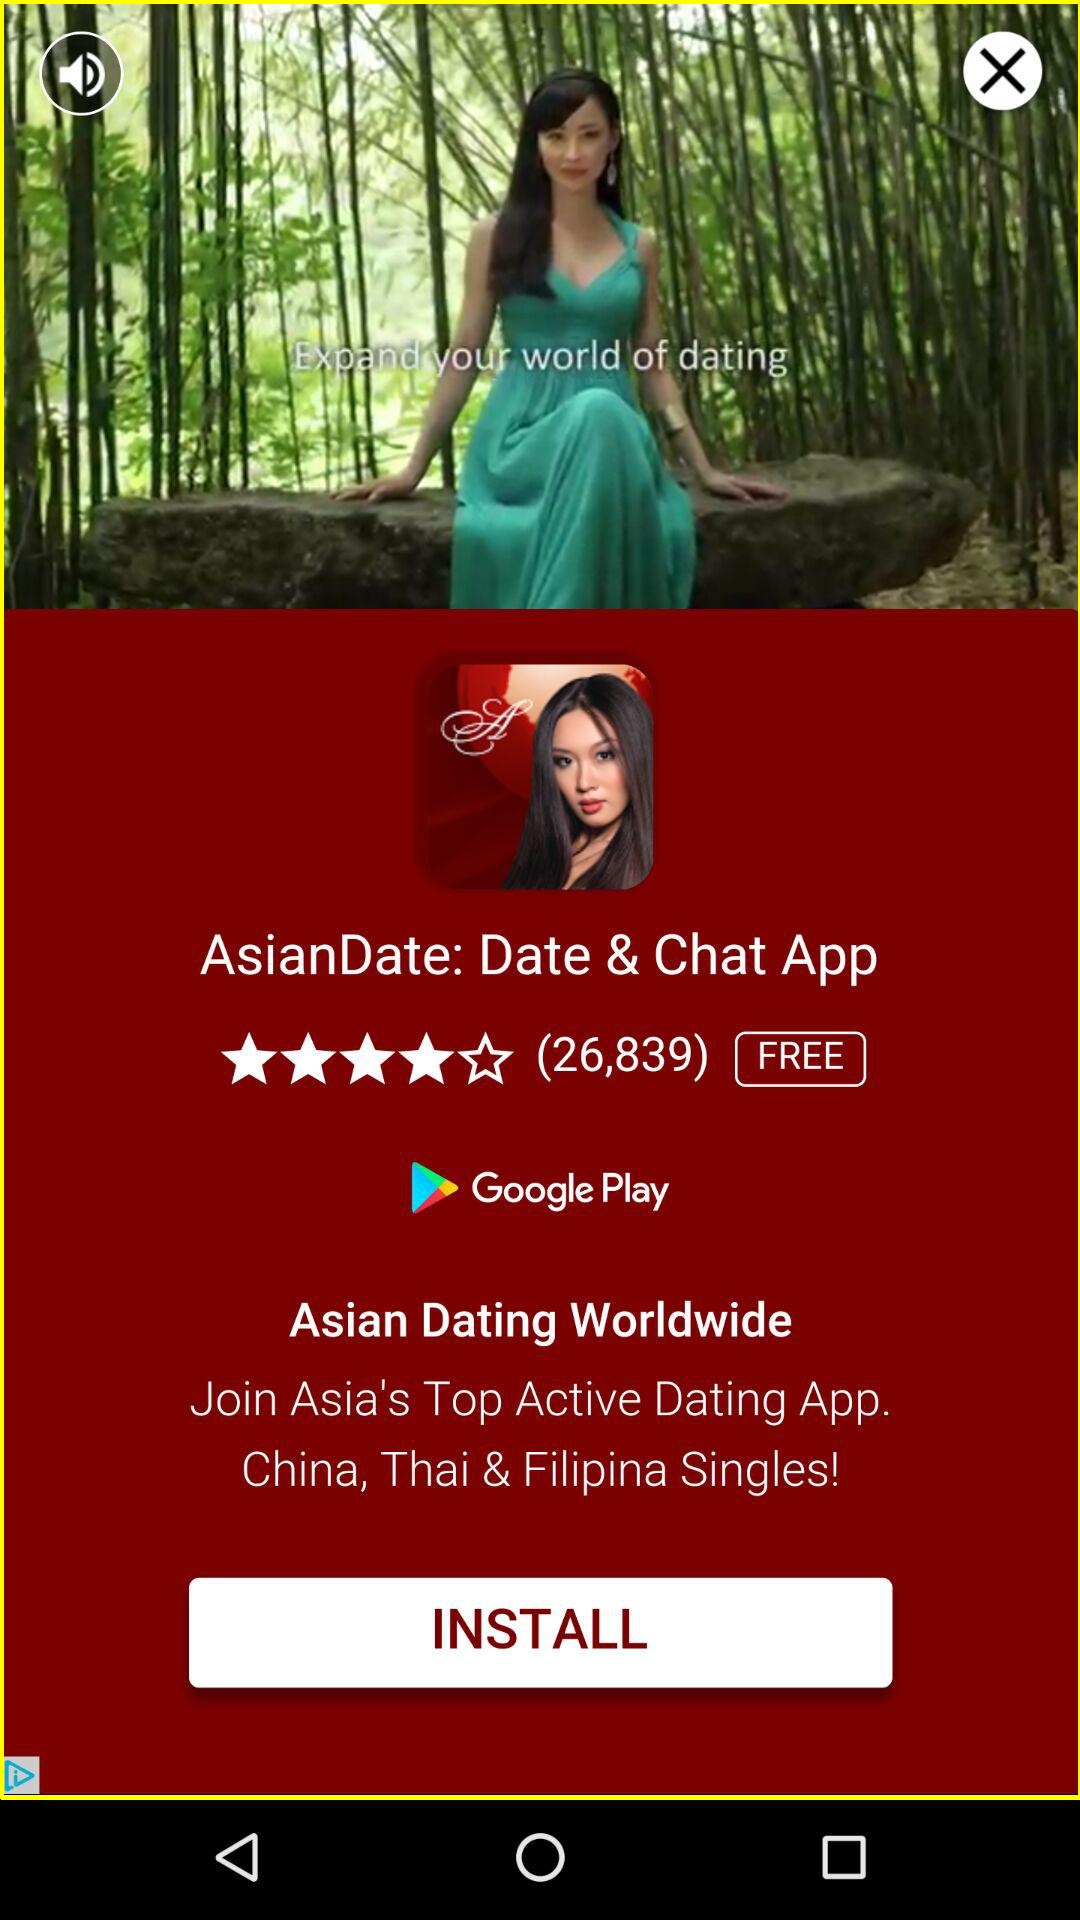 Expand your world of dating
A
AsianDate: Date & Chat App
(26,839) FREE
Google Play
Asian Dating Worldwide
Join Asia's Top Active Dating App.
China, Thai & Filipina Singles!
INSTALL